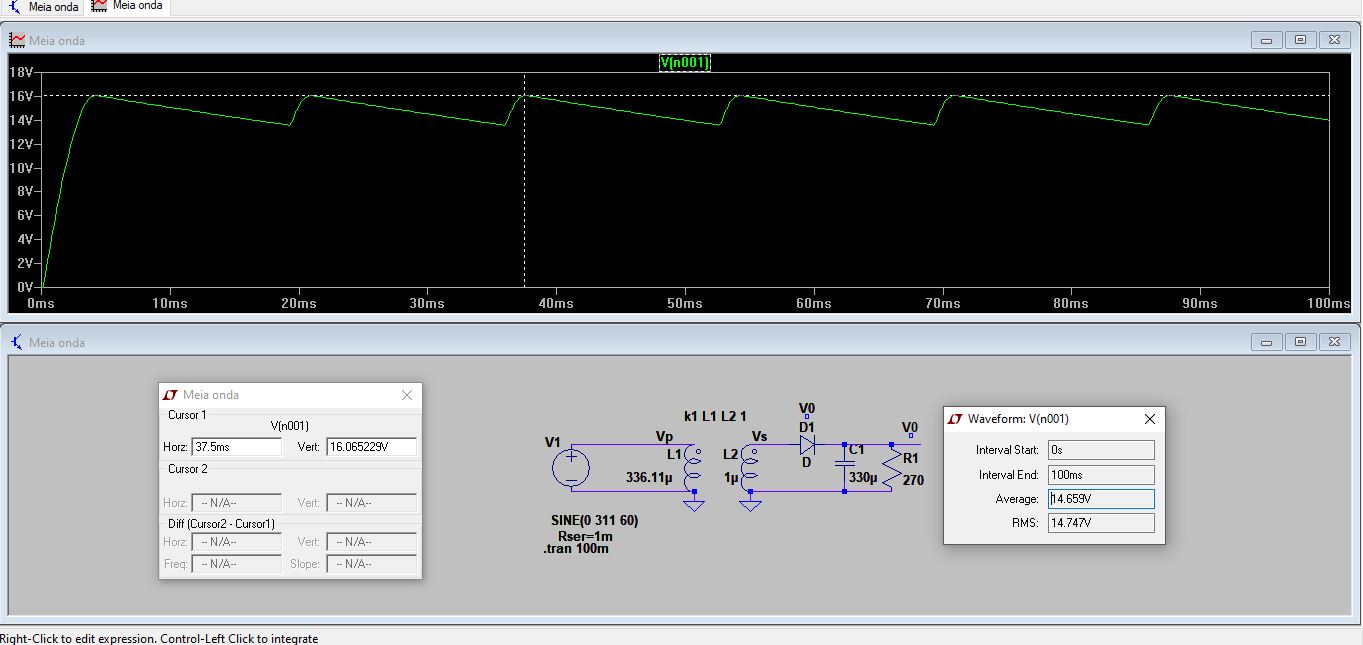 Meia onda Meia onda
Meia onda
V(n001)
18V
16V
14V
12V
10V
8V
6V
4V
2V
0V
0ms 10ms 20ms 30ms 40ms 50ms 60ms 70ms 80ms 90ms 100ms
Meia onda
Meia onda
Cursor 1
V(n001)
Horz: 37.5ms Vert: 16.065229V
Cursor 2
Horz: -- N/A-- Vert: -- N/A--
Diff (Cursor2 - Cursor1)
Horz: -- N/A-- Vert: -- N/A--
Freq: -- N/A-- Slope: -- N/A--
k1 L1 L2 1
V1
Vp
L1
336.11µ
Vs
L2
1µ
V0
D1
D
C1
330µ
V0
R1
270
SINE(0 311 60)
Rser=1m
.tran 100m
Waveform: V(n001)
Interval Start: 0s
Interval End: 100ms
Average: 14.659V
RMS: 14.747V
Right-Click to edit expression. Control-Left Click to integrate